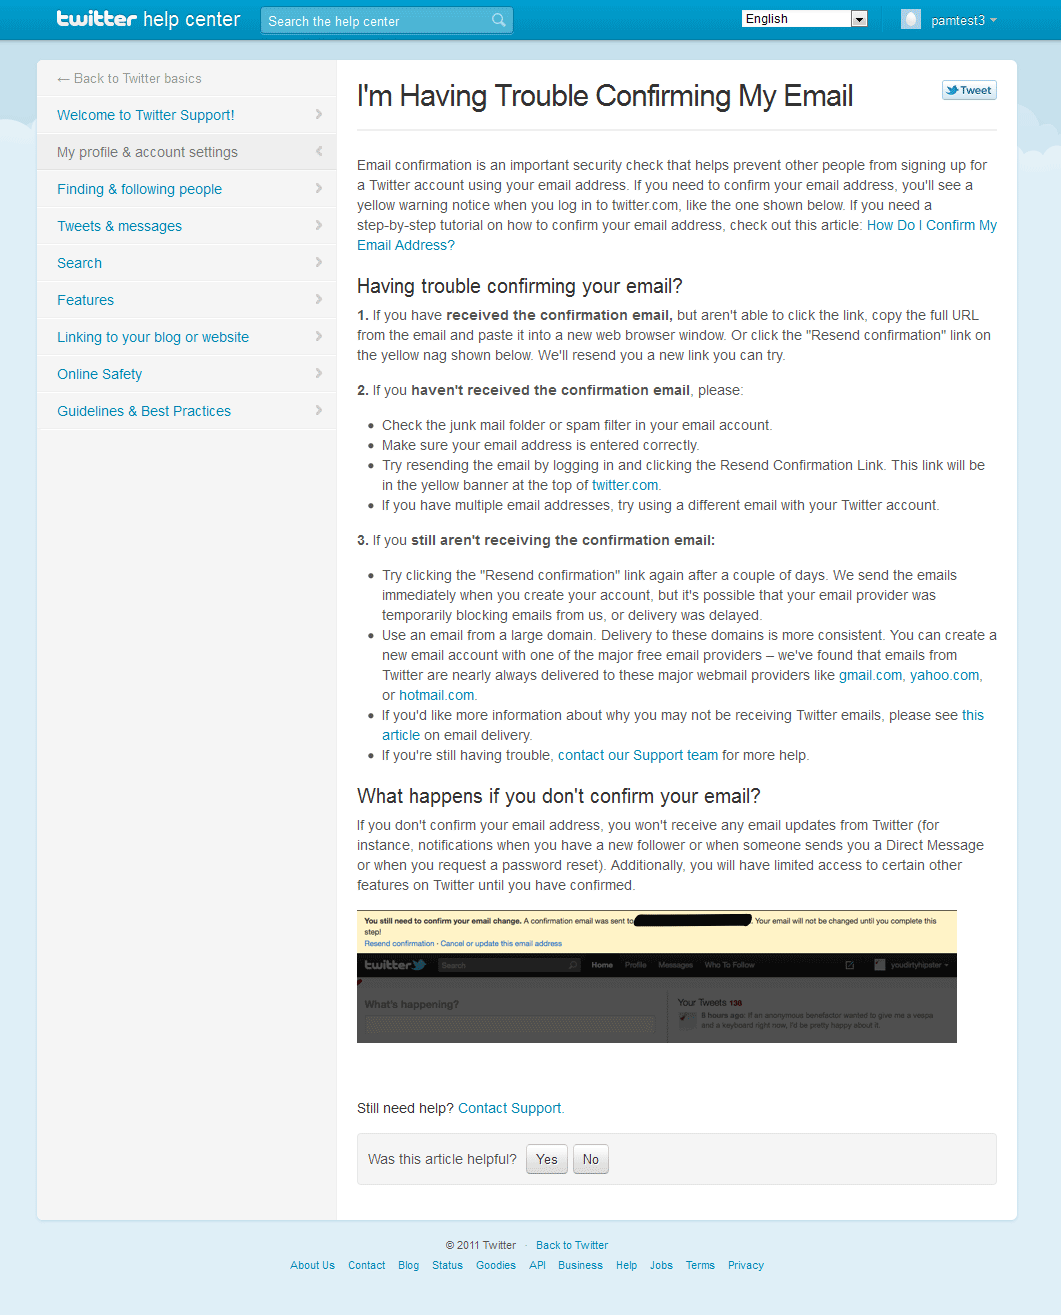 twitter help center
Search the help center
English
pamtest3
← Back to Twitter basics
Welcome to Twitter Support!
My profile & account settings
Finding & following people
Tweets & messages
Search
Features
Linking to your blog or website
Online Safety
Guidelines & Best Practices
I'm Having Trouble Confirming My Email
Tweet
Email confirmation is an important security check that helps prevent other people from signing up for
a Twitter account using your email address. If you need to confirm your email address, you'll see a
yellow warning notice when you log in to twitter.com, like the one shown below. If you need a
step-by-step tutorial on how to confirm your email address, check out this article: How Do I Confirm My
Email Address?
Having trouble confirming your email?
1. If you have received the confirmation email, but aren't able to click the link, copy the full URL
from the email and paste it into a new web browser window. Or click the "Resend confirmation" link on
the yellow nag shown below. We'll resend you a new link you can try.
2. If you haven't received the confirmation email, please:
• Check the junk mail folder or spam filter in your email account.
• Make sure your email address is entered correctly.
• Try resending the email by logging in and clicking the Resend Confirmation Link. This link will be
in the yellow banner at the top of twitter.com.
• If you have multiple email addresses, try using a different email with your Twitter account.
3. If you still aren't receiving the confirmation email:
• Try clicking the "Resend confirmation" link again after a couple of days. We send the emails
immediately when you create your account, but it's possible that your email provider was
temporarily blocking emails from us, or delivery was delayed.
• Use an email from a large domain. Delivery to these domains is more consistent. You can create a
new email account with one of the major free email providers – we've found that emails from
Twitter are nearly always delivered to these major webmail providers like gmail.com, yahoo.com,
or hotmail.com.
• If you'd like more information about why you may not be receiving Twitter emails, please see this
article on email delivery.
• If you're still having trouble, contact our Support team for more help.
What happens if you don't confirm your email?
If you don't confirm your email address, you won't receive any email updates from Twitter (for
instance, notifications when you have a new follower or when someone sends you a Direct Message
or when you request a password reset). Additionally, you will have limited access to certain other
features on Twitter until you have confirmed.
You still need to confirm your email change. A confirmation email was sent to . Your email will not be changed until you complete this
step!
Resend confirmation · Cancel or update this email address
twitter Search Home Profile Messages Who To Follow youdirtyhipster
What's happening?
Your Tweets 136
8 hours ago: If an anonymous benefactor wanted to give me a vespa
and a keyboard right now, I'd be pretty happy about it.
Still need help? Contact Support.
Was this article helpful? Yes No
© 2011 Twitter · Back to Twitter
About Us Contact Blog Status Goodies API Business Help Jobs Terms Privacy